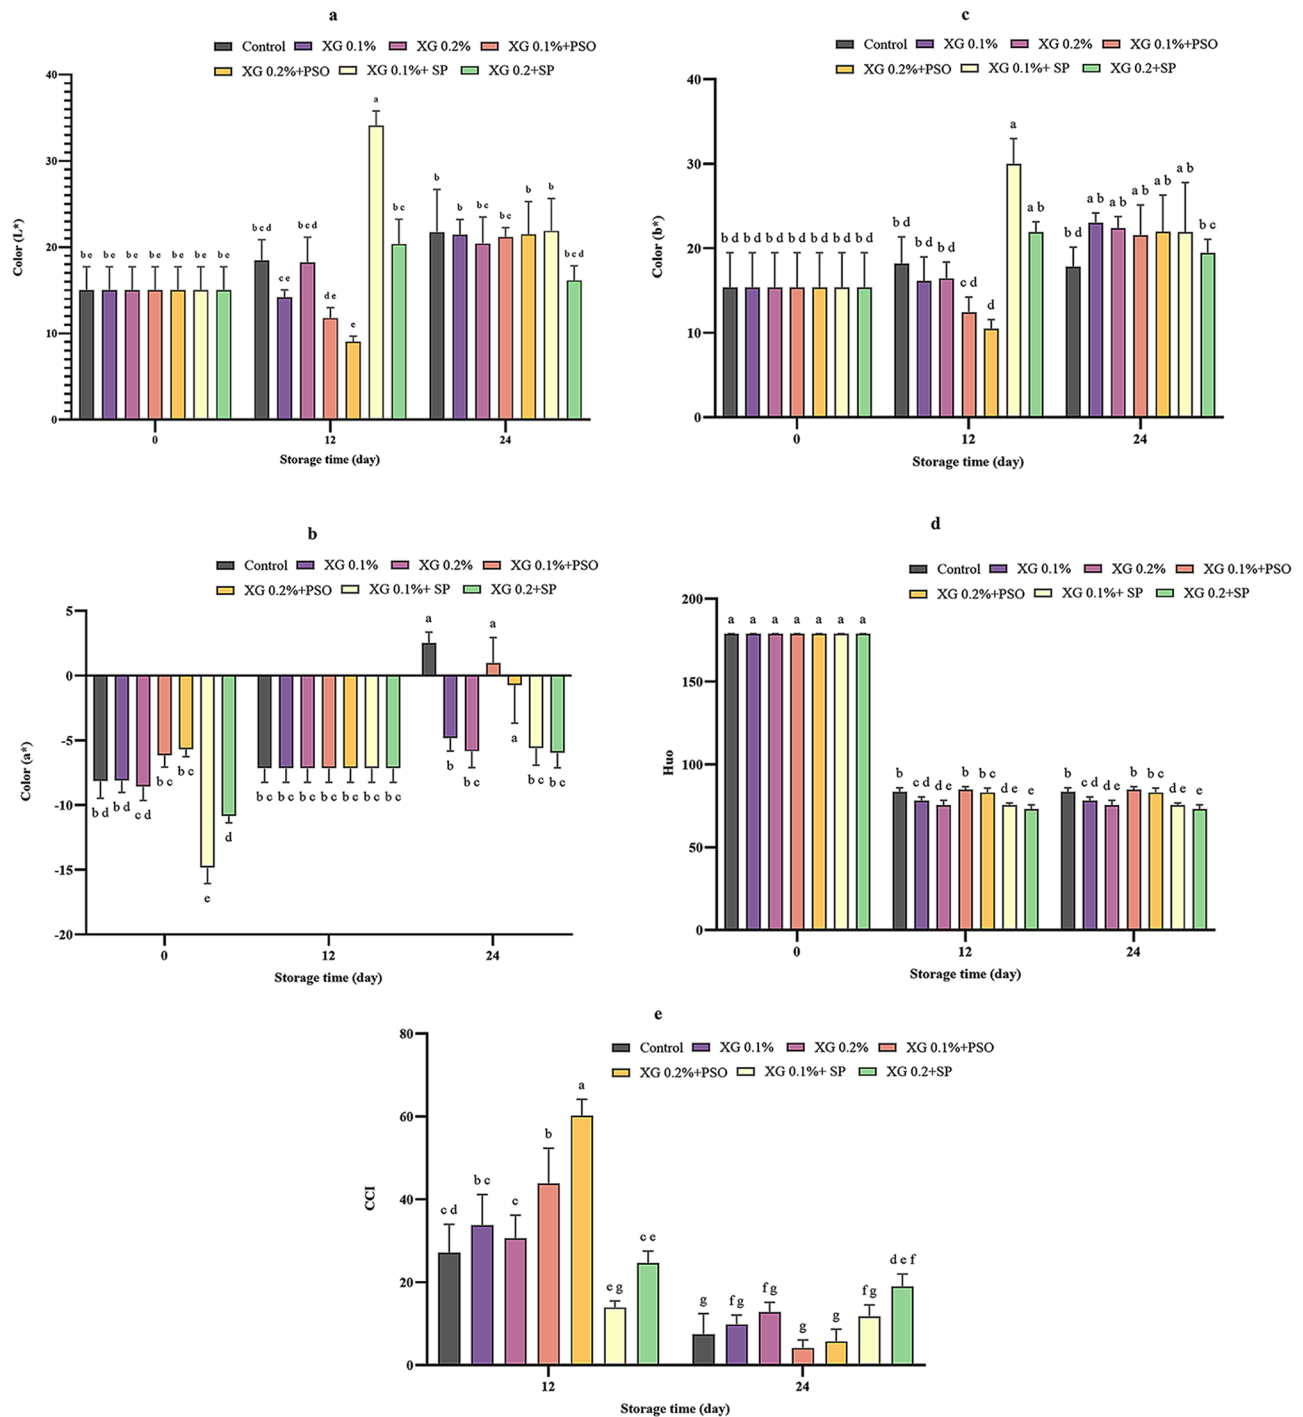 a
Control XG 0.1% XG 0.2% XG 0.1%+PSO
XG 0.2%+PSO XG 0.1%+ SP XG 0.2+SP
Color (L*)
40
30
20
10
0
b e b e b e b e b e b e b e
b c d c e b c d d e e a b c
b b b c b c b b b c d
0 12 24
Storage time (day)
c
Control XG 0.1% XG 0.2% XG 0.1%+PSO
XG 0.2%+PSO XG 0.1%+ SP XG 0.2+SP
Color (b*)
40
30
20
10
0
b d b d b d b d b d b d b d
b d b d b d c d d a a b
b d a b a b a b a b a b b c
0 12 24
Storage time (day)
b
Control XG 0.1% XG 0.2% XG 0.1%+PSO
XG 0.2%+PSO XG 0.1%+ SP XG 0.2+SP
Color (a*)
5
0
-5
-10
-15
-20
b d b d c d b c b c e d
b c b c b c b c b c b c b c
a b b c a a b c b c
0 12 24
Storage time (day)
d
Control XG 0.1% XG 0.2% XG 0.1%+PSO
XG 0.2%+PSO XG 0.1%+ SP XG 0.2+SP
Huo
200
150
100
50
0
a a a a a a a
b c d d e b b c d e e
b c d d e b b c d e e
0 12 24
Storage time (day)
e
Control XG 0.1% XG 0.2% XG 0.1%+PSO
XG 0.2%+PSO XG 0.1%+ SP XG 0.2+SP
CCI
80
60
40
20
0
c d b c c b a e g c e
g f g f g g g f g d e f
12 24
Storage time (day)